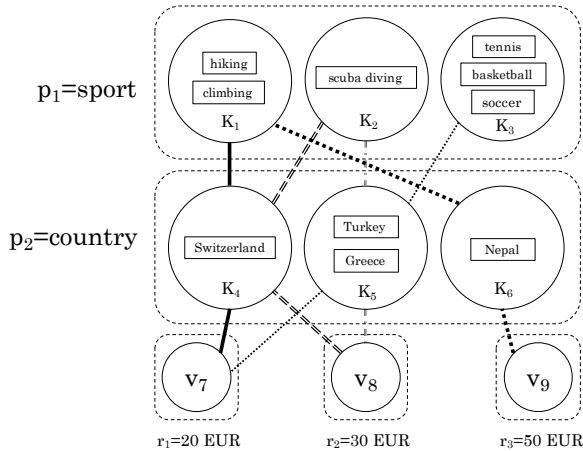 tennis
hiking
scuba diving
basketball
p₁=sport
climbing
soccer
K₁
K₂
K₃
Turkey
p₂=country
Switzerland
Nepal
Greece
K₄
K₅
K₆
v₇
v₈
v₉
r₁=20 EUR
r₂=30 EUR
r₃=50 EUR